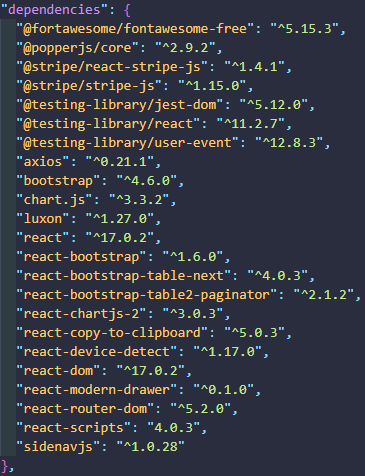 "dependencies": {
"@fortawesome/fontawesome-free": "^5.15.3",
"@popperjs/core": "^2.9.2",
"@stripe/react-stripe-js": "^1.4.1",
"@stripe/stripe-js": "^1.15.0",
"@testing-library/jest-dom": "^5.12.0",
"@testing-library/react": "^11.2.7",
"@testing-library/user-event": "^12.8.3",
"axios": "^0.21.1",
"bootstrap": "^4.6.0",
"chart.js": "^3.3.2",
"luxon": "^1.27.0",
"react": "^17.0.2",
"react-bootstrap": "^1.6.0",
"react-bootstrap-table-next": "^4.0.3",
"react-bootstrap-table2-paginator": "^2.1.2",
"react-chartjs-2": "^3.0.3",
"react-copy-to-clipboard": "^5.0.3",
"react-device-detect": "^1.17.0",
"react-dom": "^17.0.2",
"react-modern-drawer": "^0.1.0",
"react-router-dom": "^5.2.0",
"react-scripts": "4.0.3",
"sidenavjs": "^1.0.28"
},